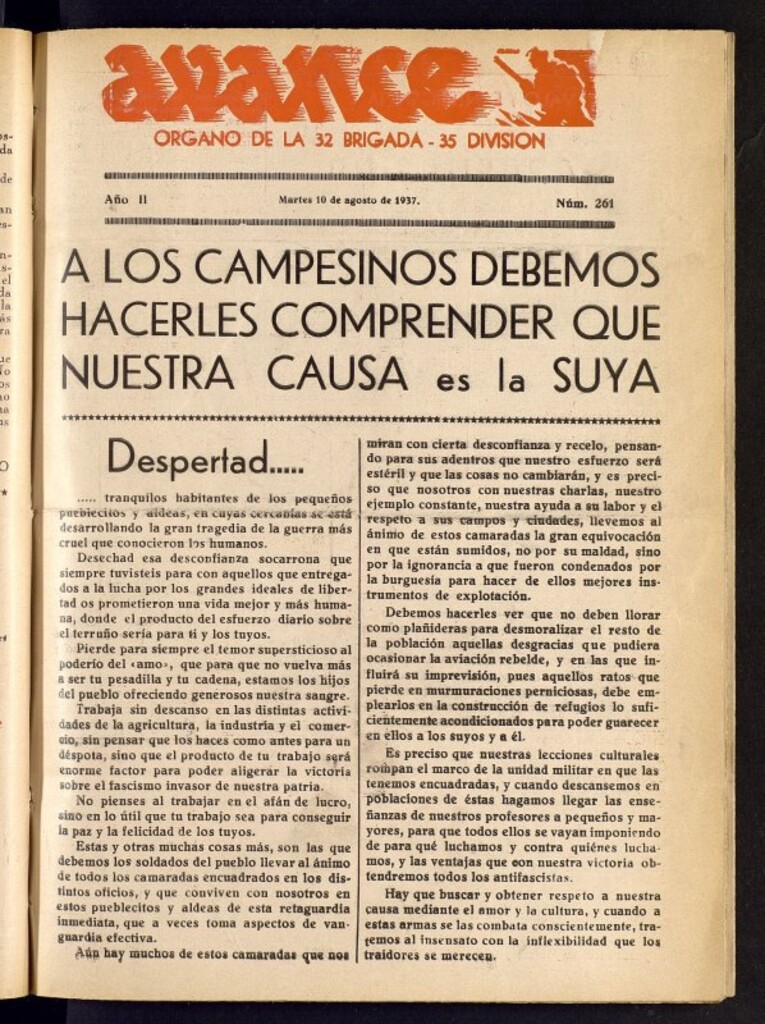 avance
ORGANO DE LA 32 BRIGADA - 35 DIVISION
Año II
Martes 10 de agosto de 1937.
Núm. 261
A LOS CAMPESINOS DEBEMOS
HACERLES COMPRENDER QUE
NUESTRA CAUSA es la SUYA
Despertad.....
..... tranquilos habitantes de los pequeños
pueblecitos y aldeas, en cuyas cercanías se está
desarrollando la gran tragedia de la guerra más
cruel que conocieron los humanos.
Desechad esa desconfianza socarrona que
siempre tuvisteis para con aquellos que entrega-
dos a la lucha por los grandes ideales de liber-
tad os prometieron una vida mejor y más huma-
na, donde el producto del esfuerzo diario sobre
el terruño sería para ti y los tuyos.
Pierde para siempre el temor supersticioso al
poderío del «amo», que para que no vuelva más
a ser tu pesadilla y tu cadena, estamos los hijos
del pueblo ofreciendo generosos nuestra sangre.
Trabaja sin descanso en las distintas activi-
dades de la agricultura, la industria y el comer-
cio, sin pensar que los haces como antes para un
déspota, sino que el producto de tu trabajo será
enorme factor para poder aligerar la victoria
sobre el fascismo invasor de nuestra patria.
No pienses al trabajar en el afán de lucro,
sino en lo útil que tu trabajo sea para conseguir
la paz y la felicidad de los tuyos.
Estas y otras muchas cosas más, son las que
debemos los soldados del pueblo llevar al ánimo
de todos los camaradas encuadrados en los dis-
tintos oficios, y que conviven con nosotros en
estos pueblecitos y aldeas de esta retaguardia
inmediata, que a veces toma aspectos de van-
guardia efectiva.
Aún hay muchos de estos camaradas que nos
miran con cierta desconfianza y recelo, pensan-
do para sus adentros que nuestro esfuerzo será
estéril y que las cosas no cambiarán, y es preci-
so que nosotros con nuestras charlas, nuestro
ejemplo constante, nuestra ayuda a su labor y el
respeto a sus campos y ciudades, llevemos al
ánimo de estos camaradas la gran equivocación
en que están sumidos, no por su maldad, sino
por la ignorancia a que fueron condenados por
la burguesía para hacer de ellos mejores ins-
trumentos de explotación.
Debemos hacerles ver que no deben llorar
como plañideras para desmoralizar el resto de
la población aquellas desgracias que pudiera
ocasionar la aviación rebelde, y en las que in-
fluirá su imprevisión, pues aquellos ratos que
pierde en murmuraciones perniciosas, debe em-
plearlos en la construcción de refugios lo sufi-
cientemente acondicionados para poder guarecer
en ellos a los suyos y a él.
Es preciso que nuestras lecciones culturales
rompan el marco de la unidad militar en que las
tenemos encuadradas, y cuando descansemos en
poblaciones de éstas hagamos llegar las ense-
ñanzas de nuestros profesores a pequeños y ma-
yores, para que todos ellos se vayan imponiendo
de para qué luchamos y contra quiénes lucha-
mos, y las ventajas que con nuestra victoria ob-
tendremos todos los antifascistas.
Hay que buscar y obtener respeto a nuestra
causa mediante el amor y la cultura, y cuando a
estas armas se las combata conscientemente, tra-
temos al insensato con la inflexibilidad que los
traidores se merecen.